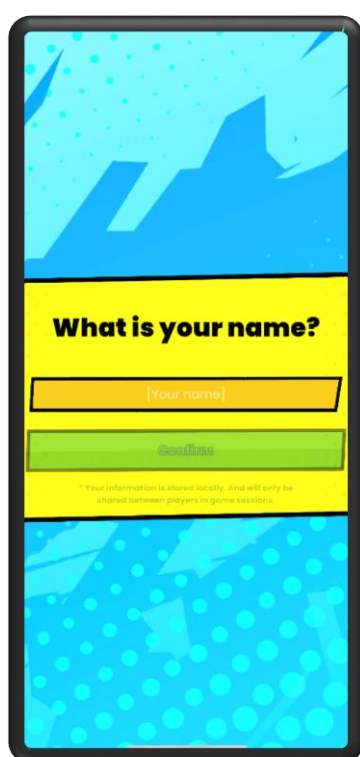 What is your name?
[Your name]
Confirm
* Your information is stored locally. And will only be
shared between players in game sessions.